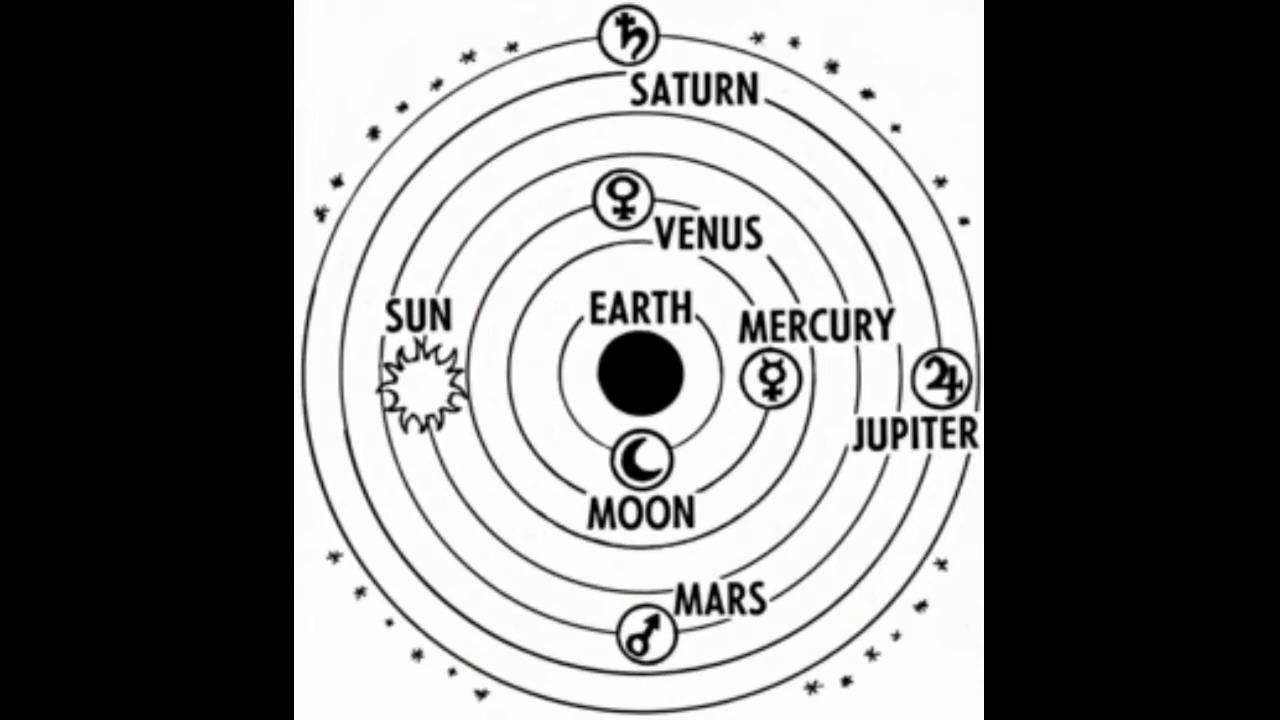 SATURN
VENUS
EARTH
SUN
MERCURY
JUPITER
MOON
MARS